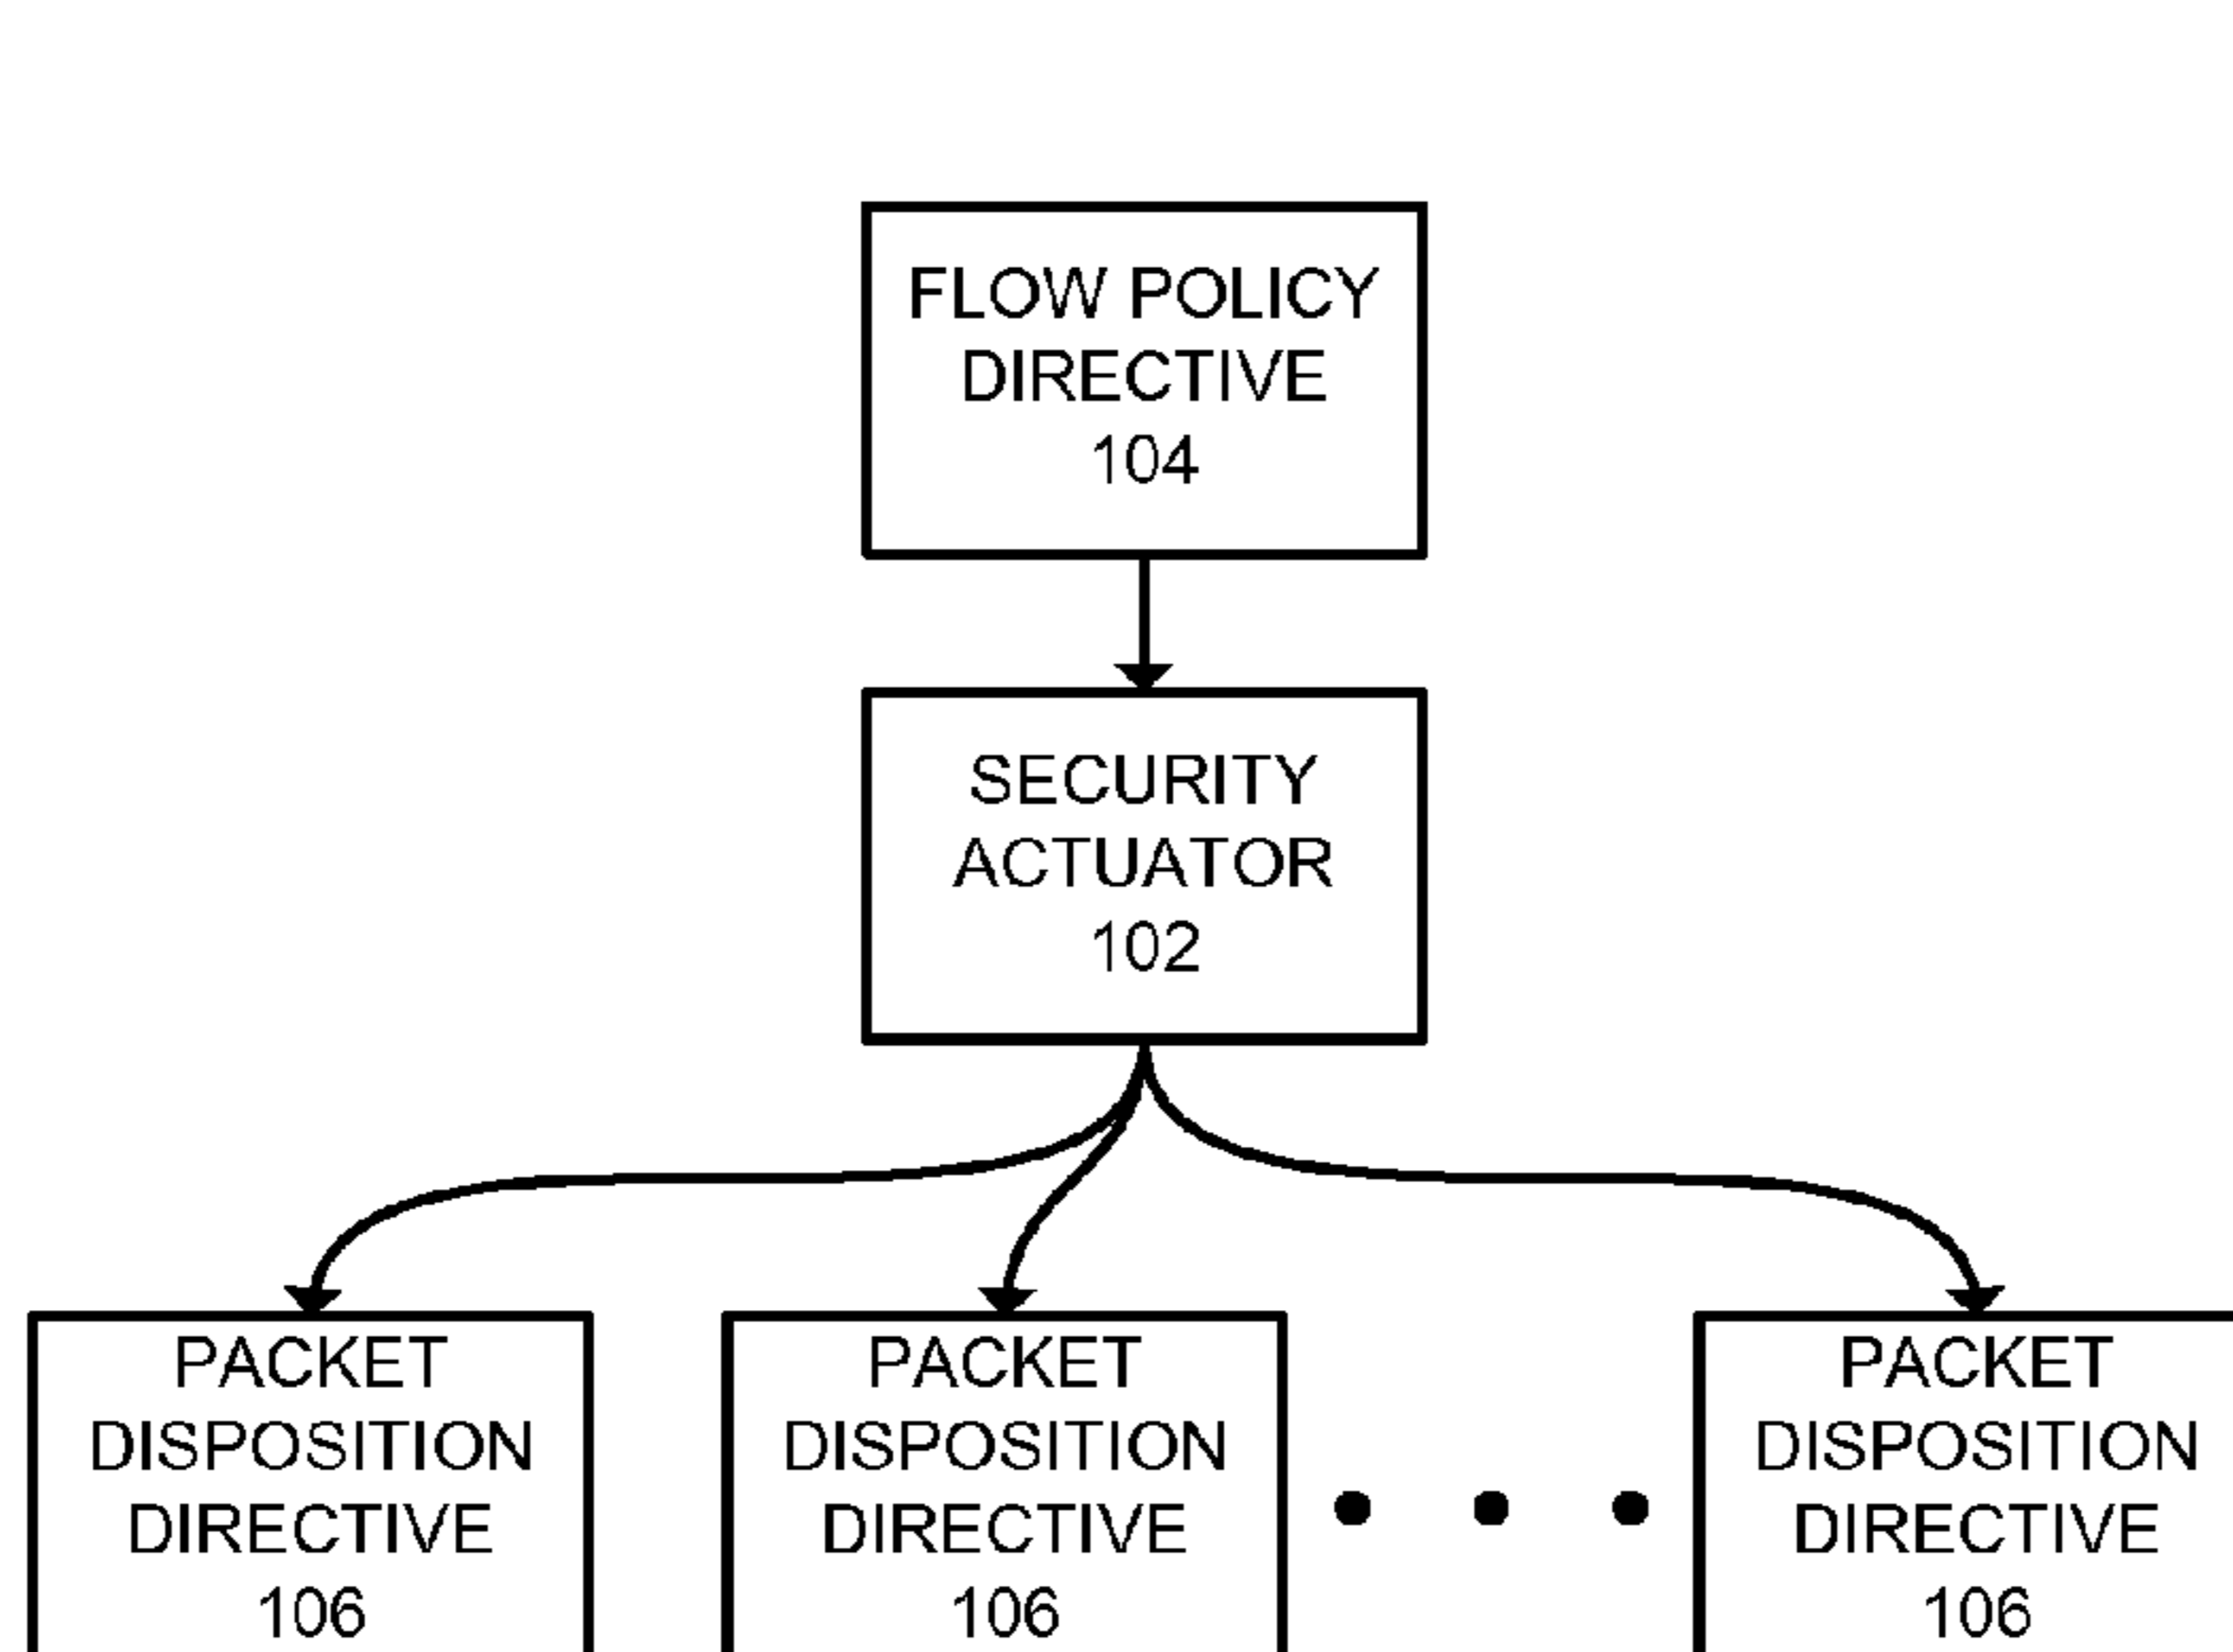 FLOW POLICY
DIRECTIVE
104
SECURITY
ACTUATOR
102
PACKET
DISPOSITION
DIRECTIVE
106
PACKET
DISPOSITION
DIRECTIVE
106
PACKET
DISPOSITION
DIRECTIVE
106